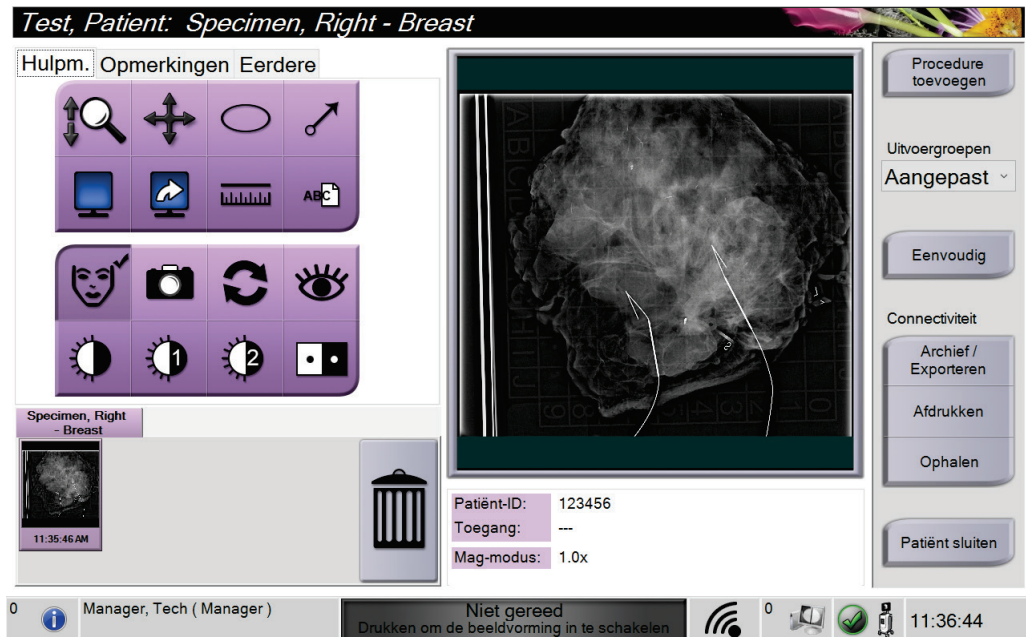 Test, Patient:  Specimen, Right - Breast
Hulpm. Opmerkingen Eerdere
ABC
1
2
Specimen, Right
- Breast
11:35:46 AM
Patiënt-ID: 123456
Toegang: ---
Mag-modus: 1.0x
Procedure
toevoegen
Uitvoergroepen
Aangepast
Eenvoudig
Connectiviteit
Archief /
Exporteren
Afdrukken
Ophalen
Patiënt sluiten
0
Manager, Tech ( Manager )
Niet gereed
Drukken om de beeldvorming in te schakelen
0
11:36:44